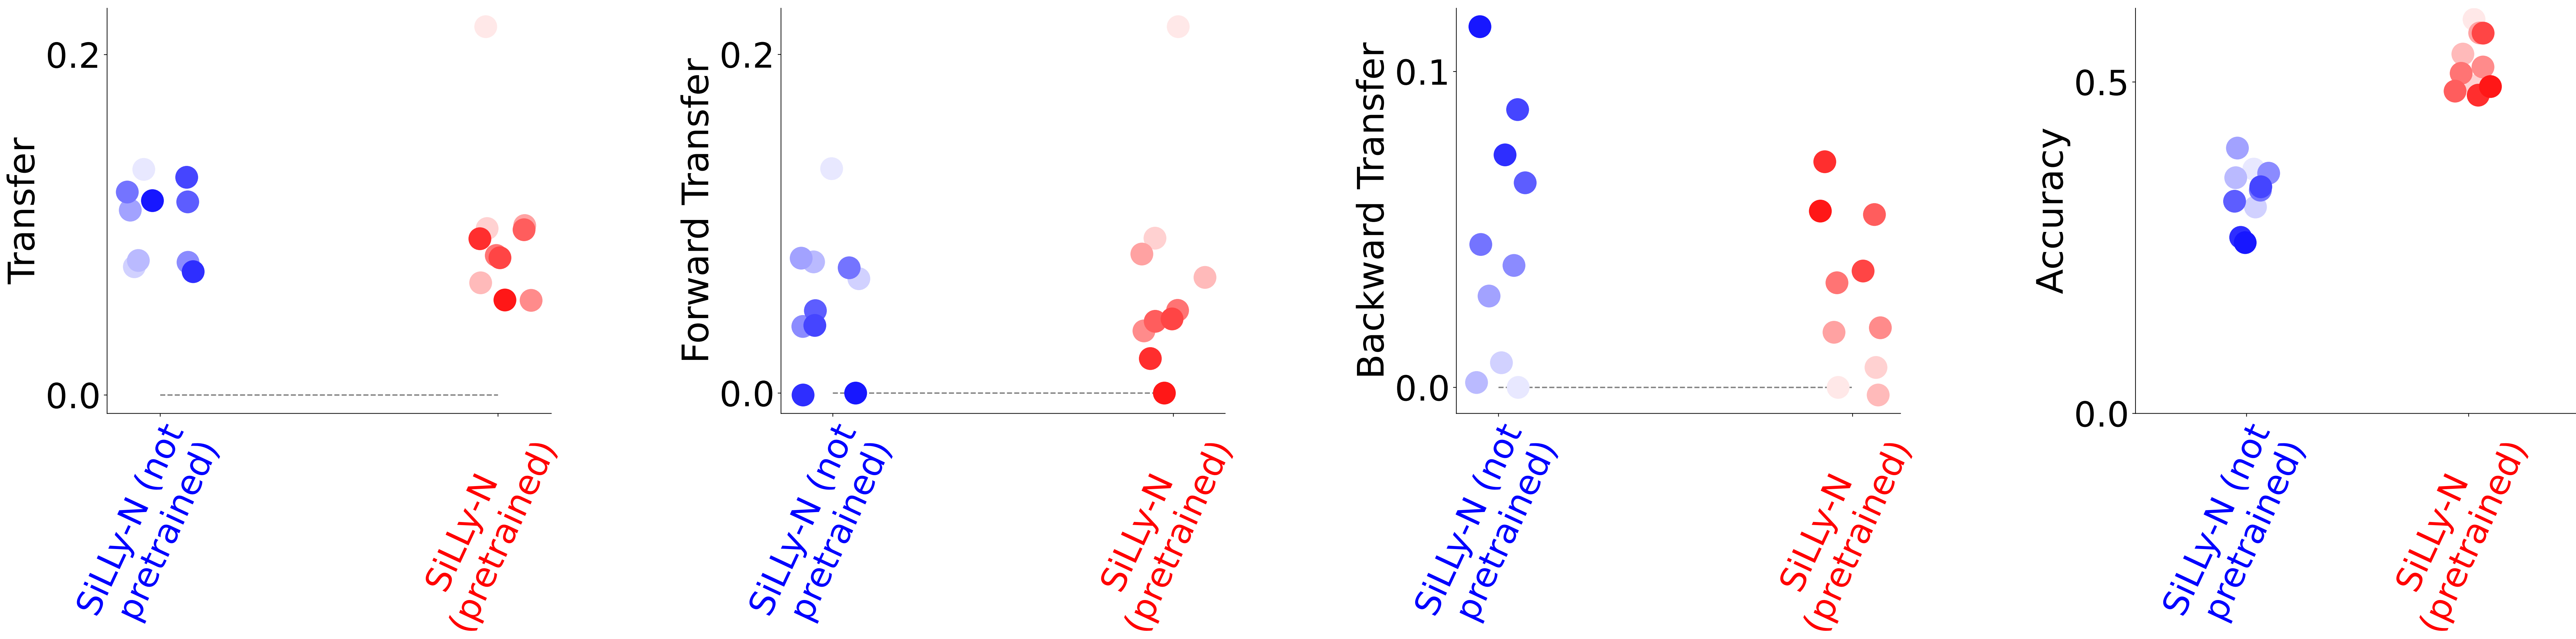 Transfer
0.2
0.0
SiLLy-N (not
pretrained)
SiLLy-N
(pretrained)
Forward Transfer
0.2
0.0
SiLLy-N (not
pretrained)
SiLLy-N
(pretrained)
Backward Transfer
0.1
0.0
SiLLy-N (not
pretrained)
SiLLy-N
(pretrained)
Accuracy
0.5
0.0
SiLLy-N (not
pretrained)
SiLLy-N
(pretrained)